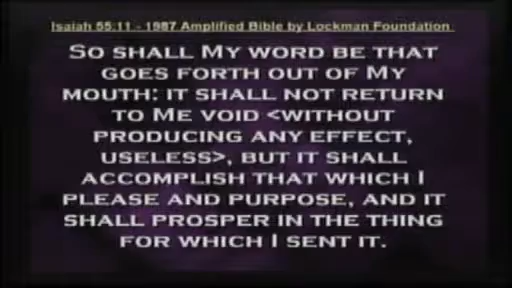 Isaiah 55:11 - 1987 Amplified Bible by Lockman Foundation
So shall My word be that
goes forth out of My
mouth: it shall not return
to Me void <without
producing any effect,
useless>, but it shall
accomplish that which I
please and purpose, and it
shall prosper in the thing
for which I sent it.